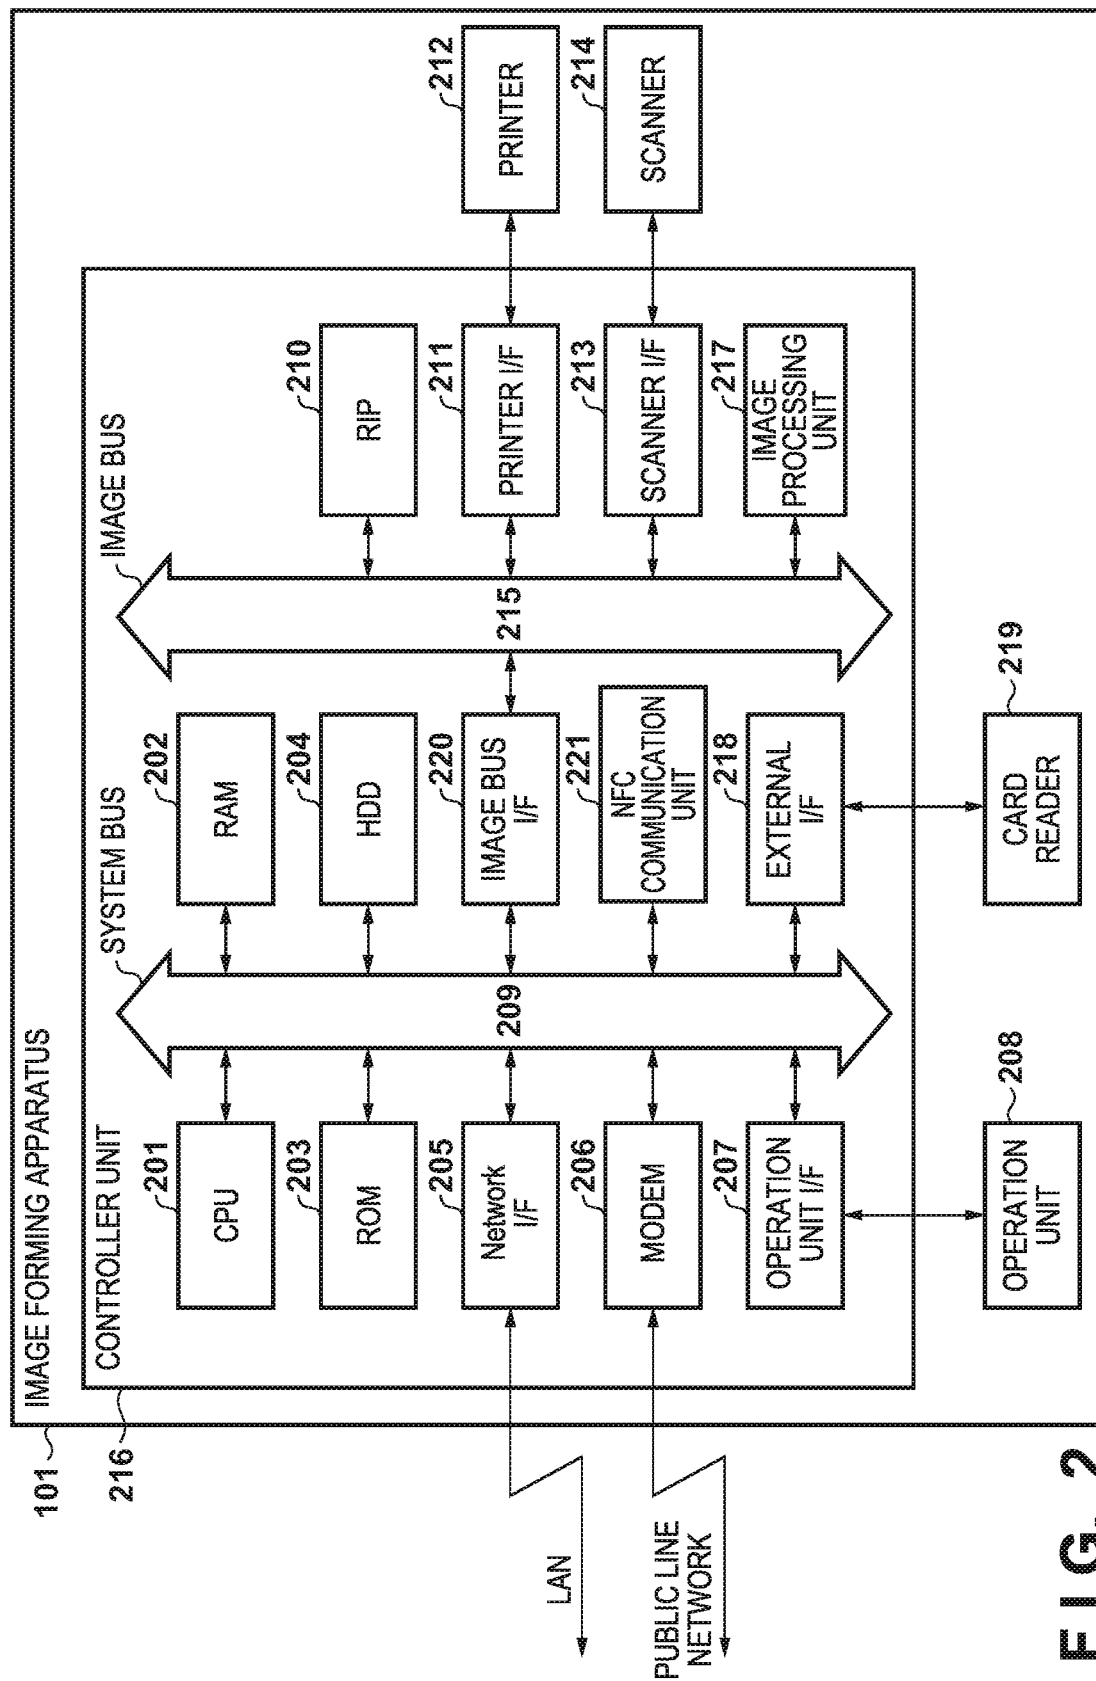 101
IMAGE FORMING APPARATUS
216
CONTROLLER UNIT
SYSTEM BUS
IMAGE BUS
201
CPU
202
RAM
203
ROM
204
HDD
210
RIP
205
Network
I/F
209
220
IMAGE BUS
I/F
215
211
PRINTER I/F
212
PRINTER
LAN
206
MODEM
221
NFC
COMMUNICATION
UNIT
213
SCANNER I/F
214
SCANNER
PUBLIC LINE
NETWORK
207
OPERATION
UNIT I/F
218
EXTERNAL
I/F
217
IMAGE
PROCESSING
UNIT
208
OPERATION
UNIT
219
CARD
READER
FIG. 2